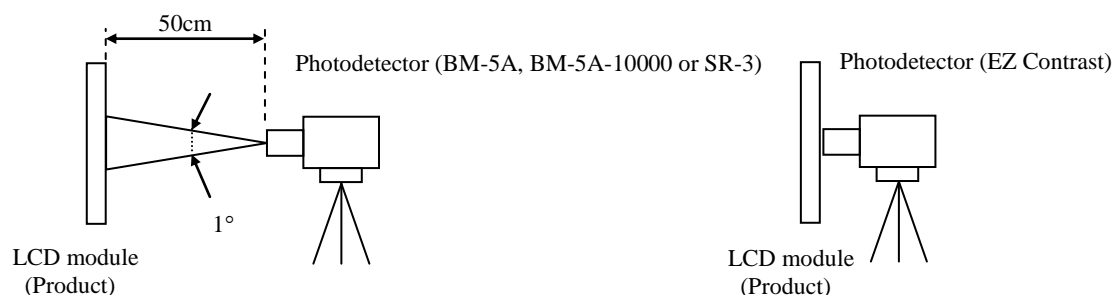 50cm
Photodetector (BM-5A, BM-5A-10000 or SR-3)
1°
LCD module
(Product)
Photodetector (EZ Contrast)
LCD module
(Product)